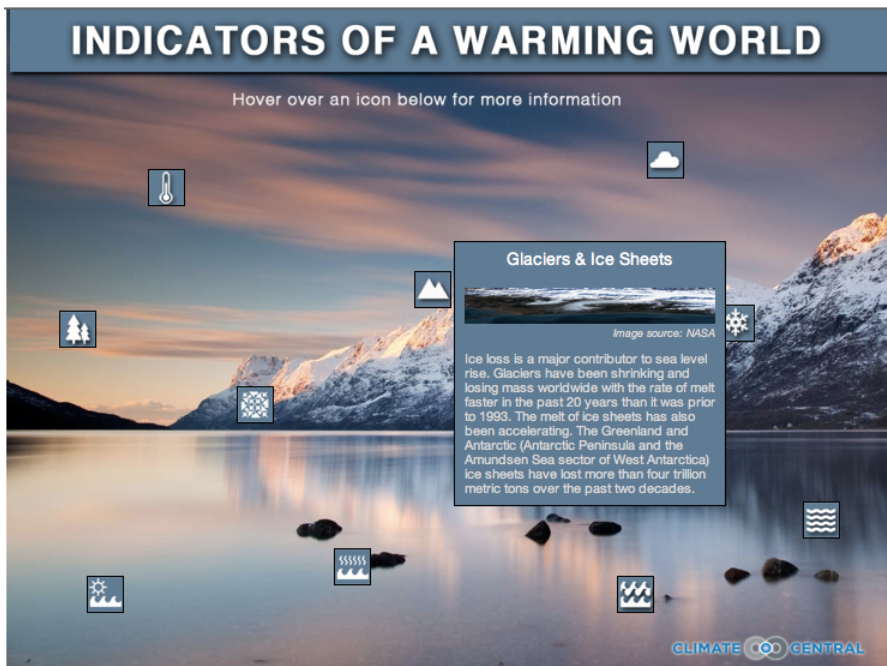 INDICATORS OF A WARMING WORLD
Hover over an icon below for more information
Glaciers & Ice Sheets
Image source: NASA
Ice loss is a major contributor to sea level
rise. Glaciers have been shrinking and
losing mass worldwide with the rate of melt
faster in the past 20 years than it was prior
to 1993. The melt of ice sheets has also
been accelerating. The Greenland and
Antarctic (Antarctic Peninsula and the
Amundsen Sea sector of West Antarctica)
ice sheets have lost more than four trillion
metric tons over the past two decades.
CLIMATE CENTRAL